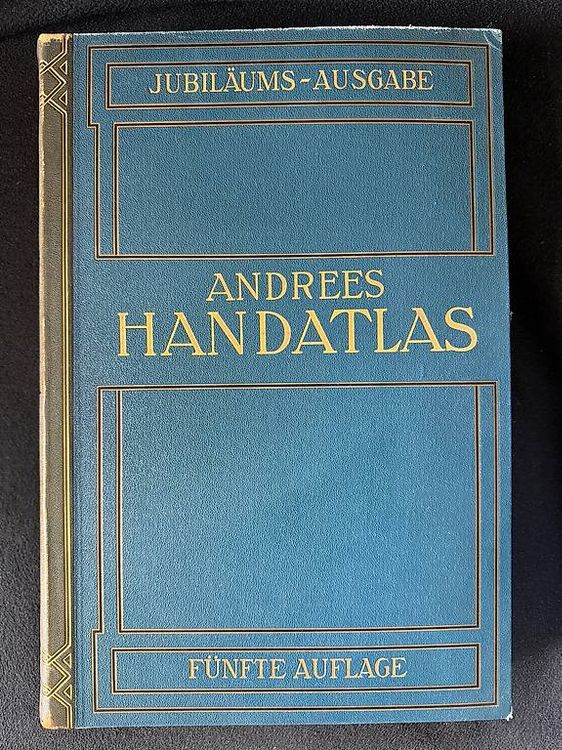 JUBILÄUMS-AUSGABE
ANDREES
HANDATLAS
FÜNFTE AUFLAGE